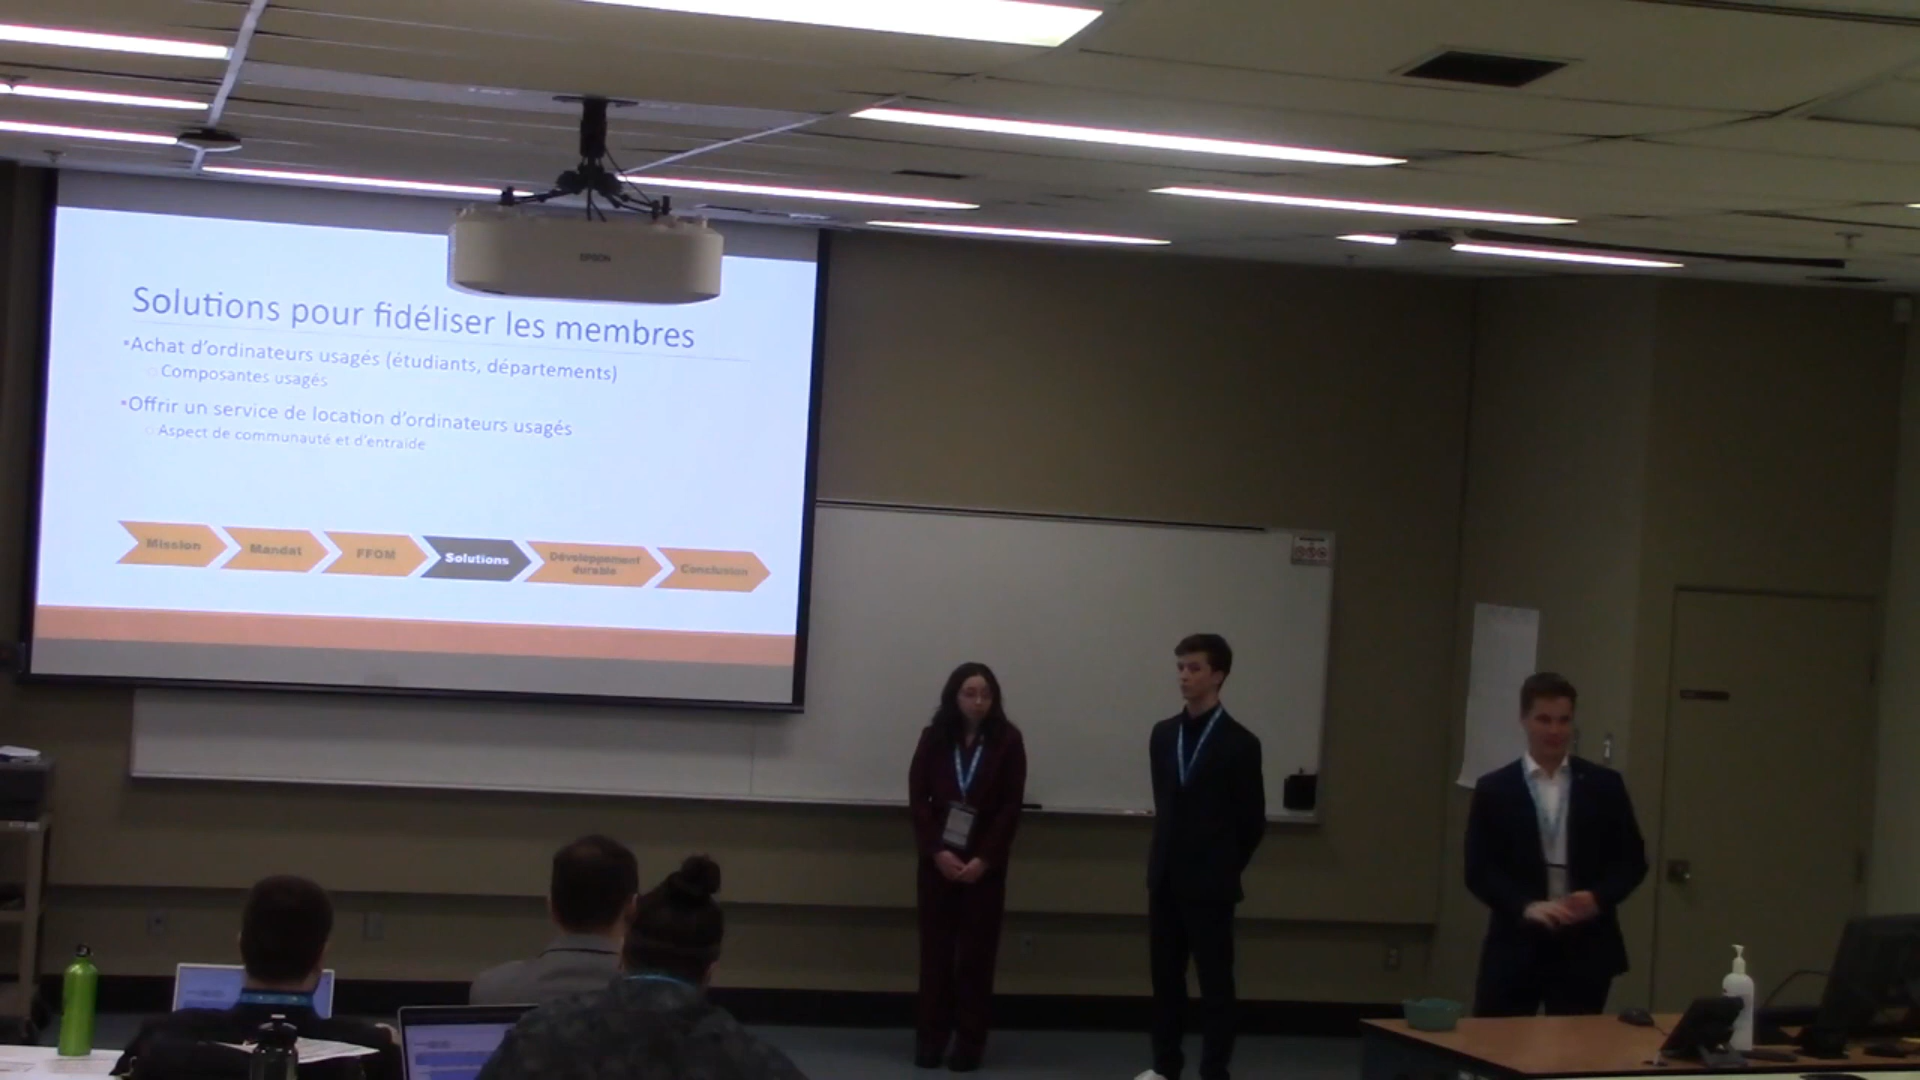 EPSON
Solutions pour fidéliser les membres
▪Achat d'ordinateurs usagés (étudiants, départements)
○Composantes usagés
▪Offrir un service de location d'ordinateurs usagés
○Aspect de communauté et d'entraide
Mission
Mandat
FFOM
Solutions
Développement
durable
Conclusion